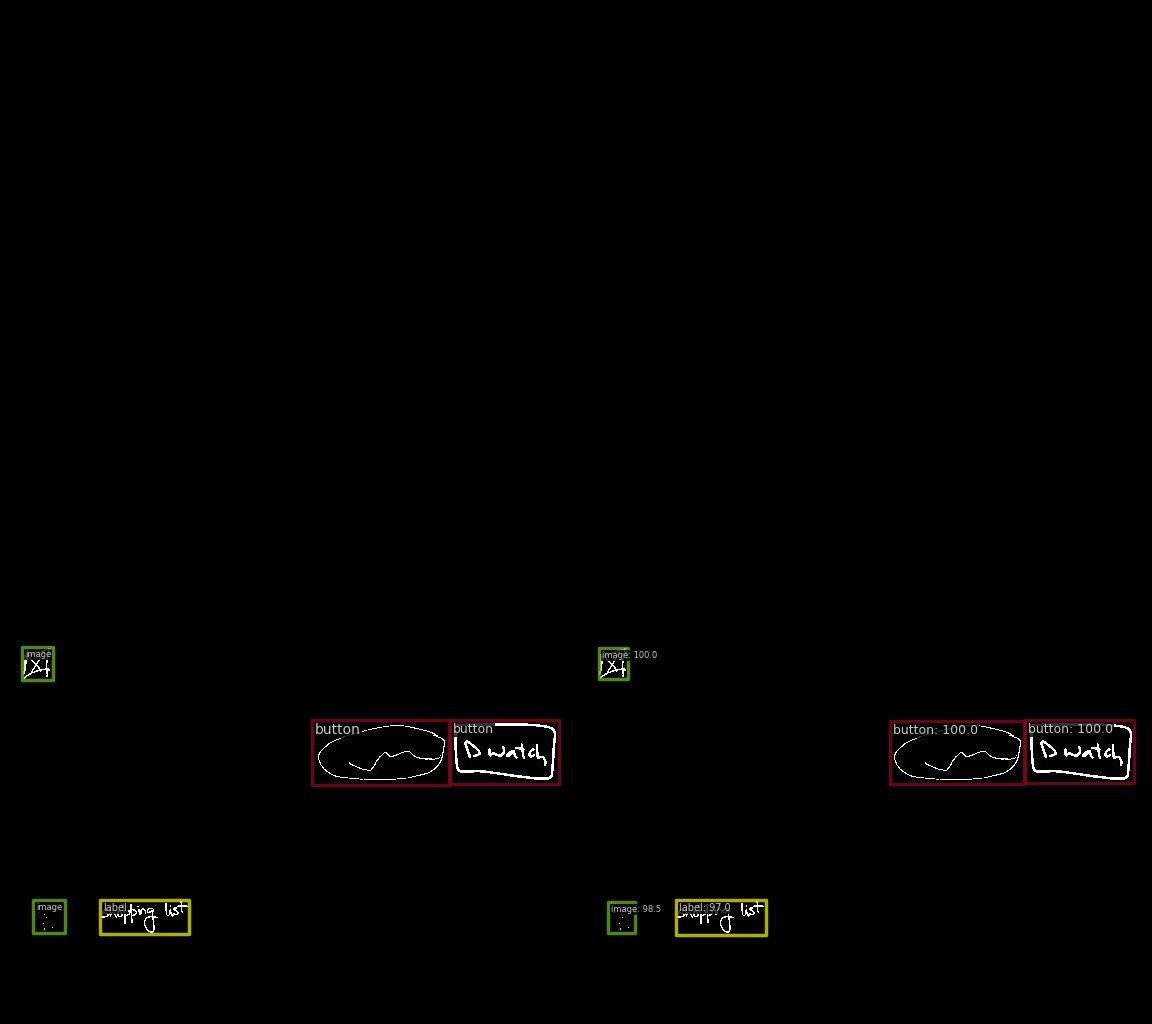 image
image: 100.0
button
button
button: 100.0
button: 100.0
D watch
D watch
image
label
image: 98.5
label: 97.0
shopping list
shopping list